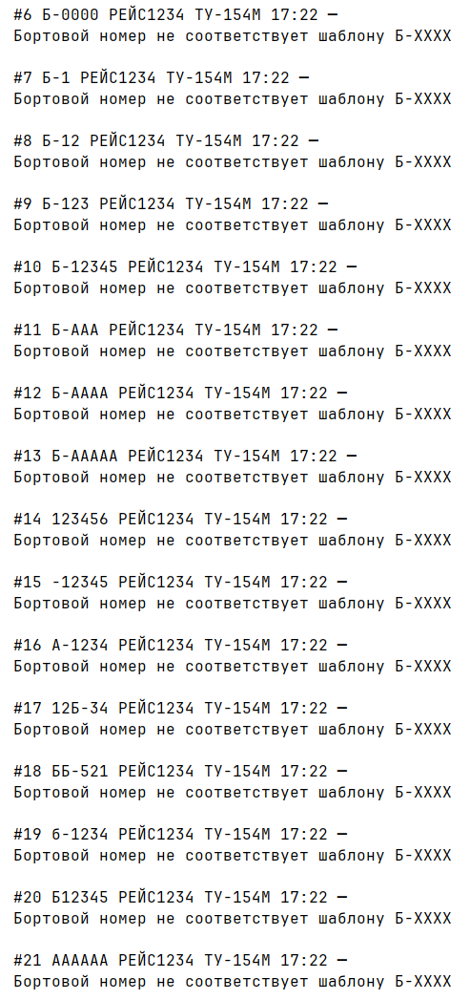 #6 Б-0000 РЕЙС1234 ТУ-154М 17:22 —
Бортовой номер не соответствует шаблону Б-XXXX
#7 Б-1 РЕЙС1234 ТУ-154М 17:22 —
Бортовой номер не соответствует шаблону Б-XXXX
#8 Б-12 РЕЙС1234 ТУ-154М 17:22 —
Бортовой номер не соответствует шаблону Б-XXXX
#9 Б-123 РЕЙС1234 ТУ-154М 17:22 —
Бортовой номер не соответствует шаблону Б-XXXX
#10 Б-12345 РЕЙС1234 ТУ-154М 17:22 —
Бортовой номер не соответствует шаблону Б-XXXX
#11 Б-ААА РЕЙС1234 ТУ-154М 17:22 —
Бортовой номер не соответствует шаблону Б-XXXX
#12 Б-АААА РЕЙС1234 ТУ-154М 17:22 —
Бортовой номер не соответствует шаблону Б-XXXX
#13 Б-ААААА РЕЙС1234 ТУ-154М 17:22 —
Бортовой номер не соответствует шаблону Б-XXXX
#14 123456 РЕЙС1234 ТУ-154М 17:22 —
Бортовой номер не соответствует шаблону Б-XXXX
#15 -12345 РЕЙС1234 ТУ-154М 17:22 —
Бортовой номер не соответствует шаблону Б-XXXX
#16 А-1234 РЕЙС1234 ТУ-154М 17:22 —
Бортовой номер не соответствует шаблону Б-XXXX
#17 12Б-34 РЕЙС1234 ТУ-154М 17:22 —
Бортовой номер не соответствует шаблону Б-XXXX
#18 ББ-521 РЕЙС1234 ТУ-154М 17:22 —
Бортовой номер не соответствует шаблону Б-XXXX
#19 б-1234 РЕЙС1234 ТУ-154М 17:22 —
Бортовой номер не соответствует шаблону Б-XXXX
#20 Б12345 РЕЙС1234 ТУ-154М 17:22 —
Бортовой номер не соответствует шаблону Б-XXXX
#21 АААААА РЕЙС1234 ТУ-154М 17:22 —
Бортовой номер не соответствует шаблону Б-XXXX